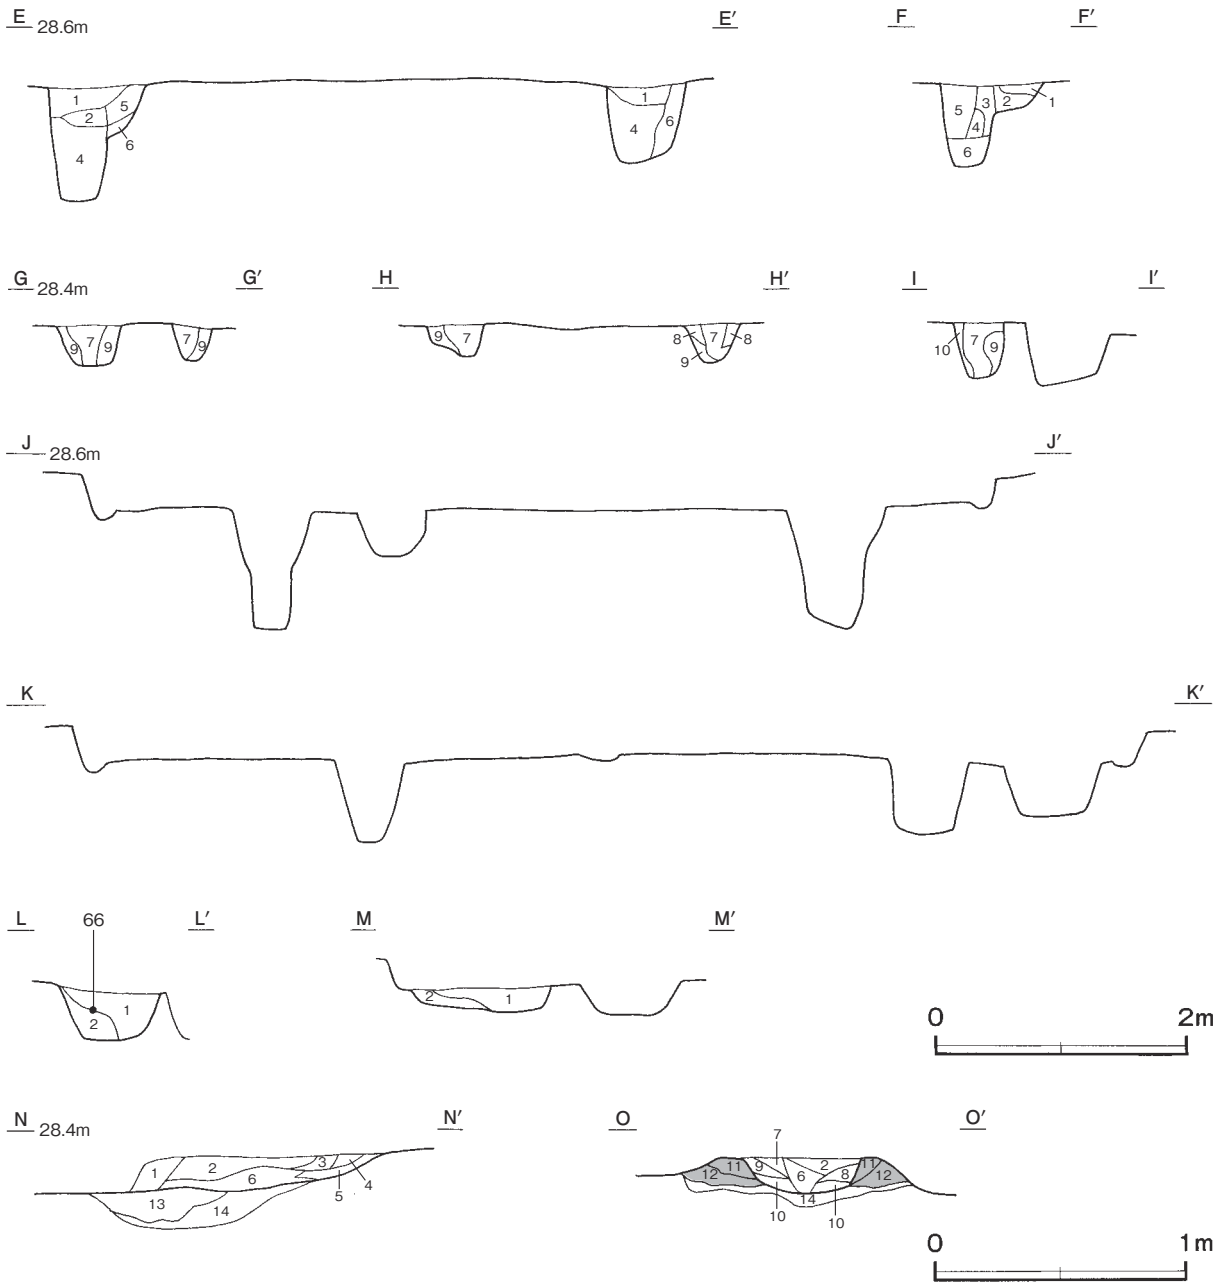 E 28.6m E′ F F′
1 5 2 6 4 1 6 4 5 3 2 1 4 6
G 28.4m G′ H H′ I I′
9 7 9 7 9 9 7 8 7 8 9 10 7 9
J 28.6m J′
K K′
L 66 L′ M M′
1 2 2 1
0 2m
N 28.4m N′ O O′
1 2 3 6 4 5 13 14
7 12 11 9 6 2 8 11 12 14 10 10
0 1m